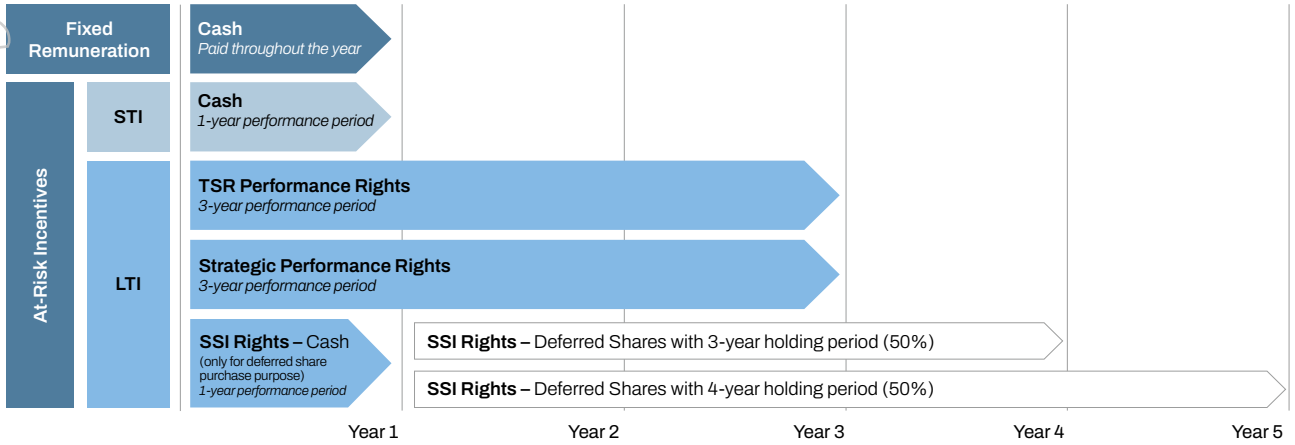 Fixed
Remuneration
Cash
Paid throughout the year
At-Risk Incentives
STI
Cash
1-year performance period
LTI
TSR Performance Rights
3-year performance period
Strategic Performance Rights
3-year performance period
SSI Rights – Cash
(only for deferred share
purchase purpose)
1-year performance period
SSI Rights – Deferred Shares with 3-year holding period (50%)
SSI Rights – Deferred Shares with 4-year holding period (50%)
Year 1 Year 2 Year 3 Year 4 Year 5